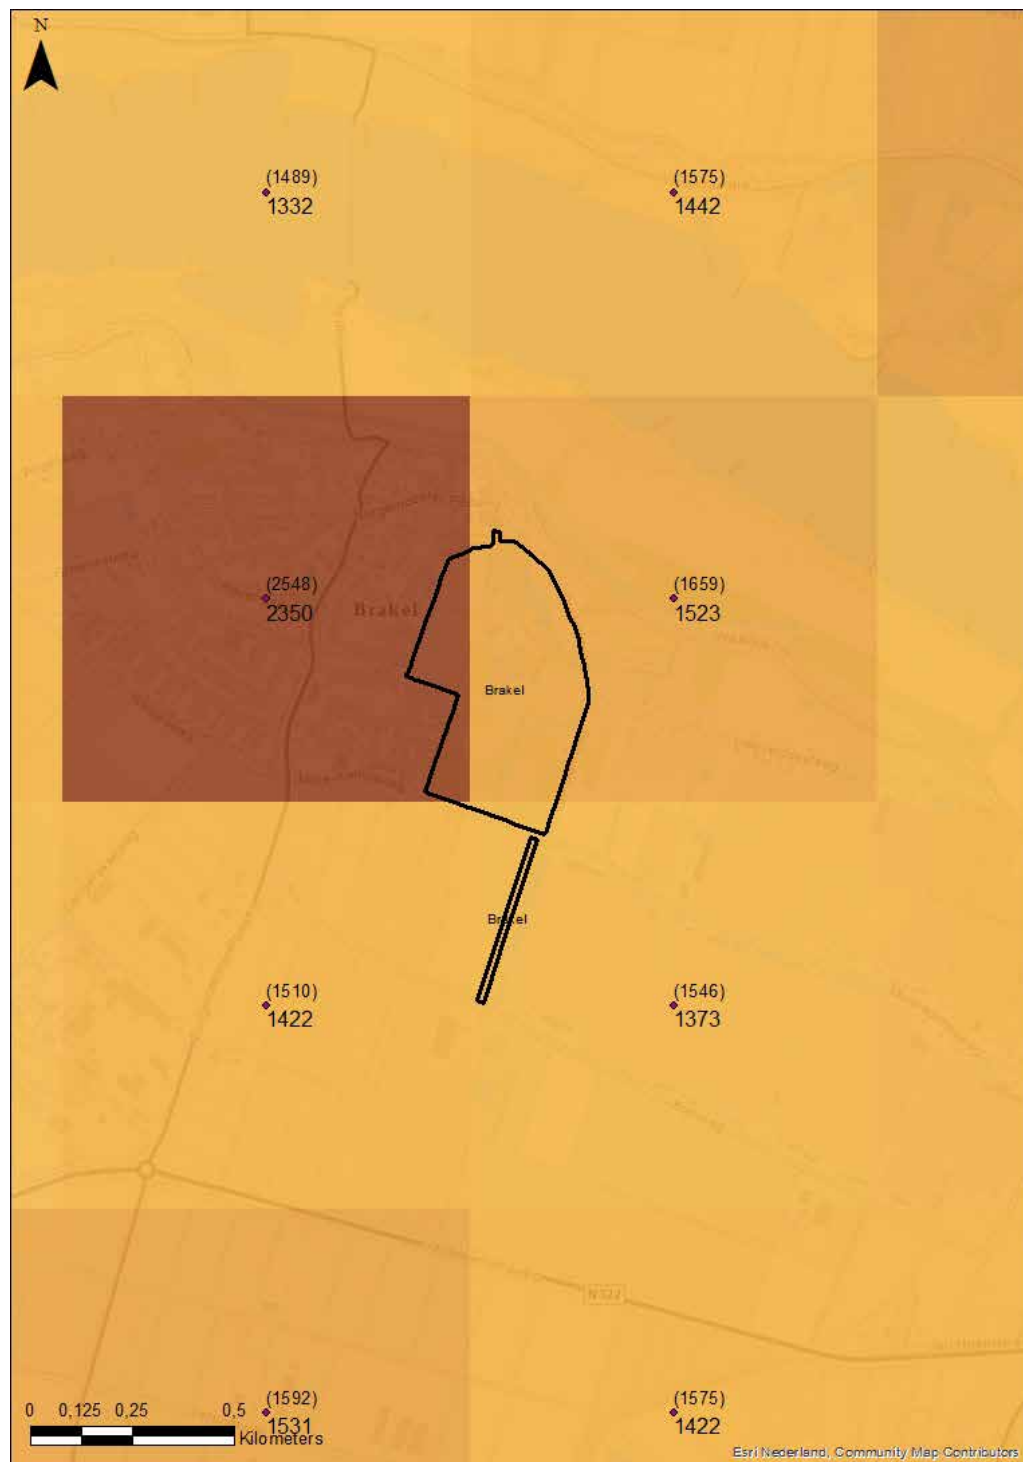 N
(1489)
1332
(1575)
1442
(2548)
2350
Brakel
(1659)
1523
Brakel
Brakel
(1510)
1422
(1546)
1373
N322
(1592)
1531
(1575)
1422
0 0,125 0,25 0,5
Kilometers
Esri Nederland, Community Map Contributors